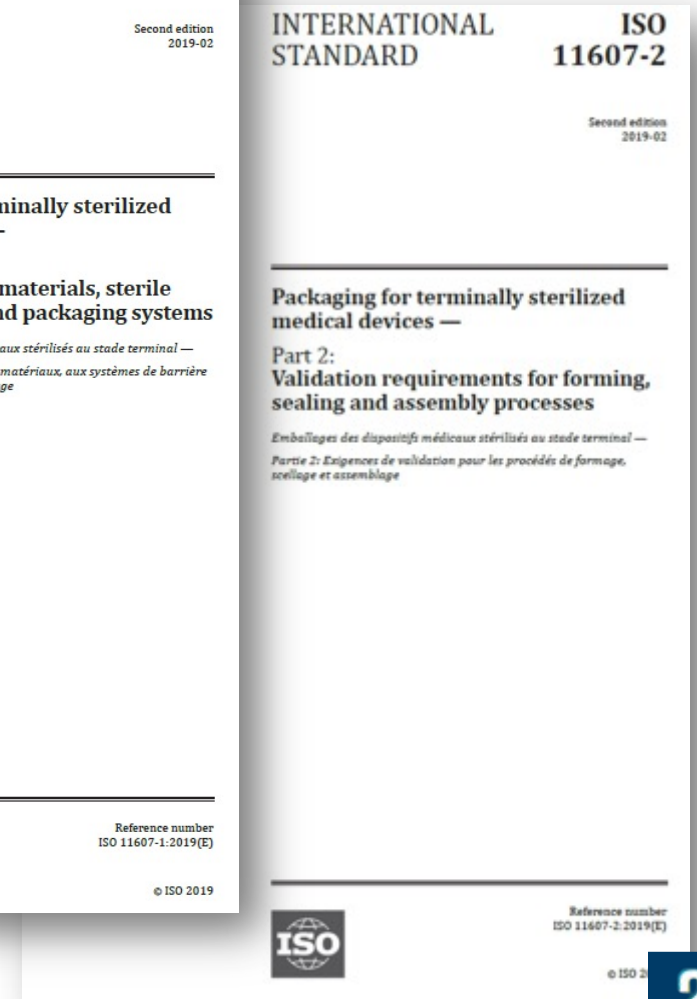 Second edition
2019-02
minally sterilized
–
materials, sterile
nd packaging systems
aux stérilisés au stade terminal —
matériaux, aux systèmes de barrière
ge
Reference number
ISO 11607-1:2019(E)
© ISO 2019
INTERNATIONAL
STANDARD
ISO
11607-2
Second edition
2019-02
Packaging for terminally sterilized
medical devices —
Part 2:
Validation requirements for forming,
sealing and assembly processes
Emballages des dispositifs médicaux stérilisés au stade terminal —
Partie 2: Exigences de validation pour les procédés de formage,
scellage et assemblage
ISO
Reference number
ISO 11607-2:2019(E)
© ISO 2